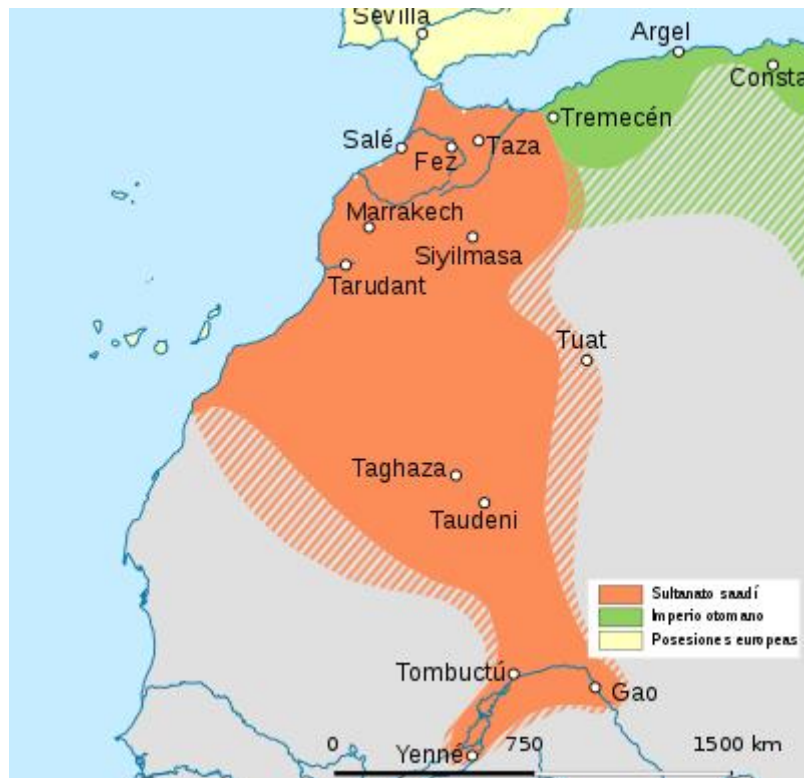 Sevilla
Argel
Consta
Tremecén
Salé
Fez
Taza
Marrakech
Siyilmasa
Tarudant
Tuat
Taghaza
Taudeni
Sultanato saadí
Imperio otomano
Posesiones europeas
Tombuctú
Gao
Yenné
0 750 1500 km